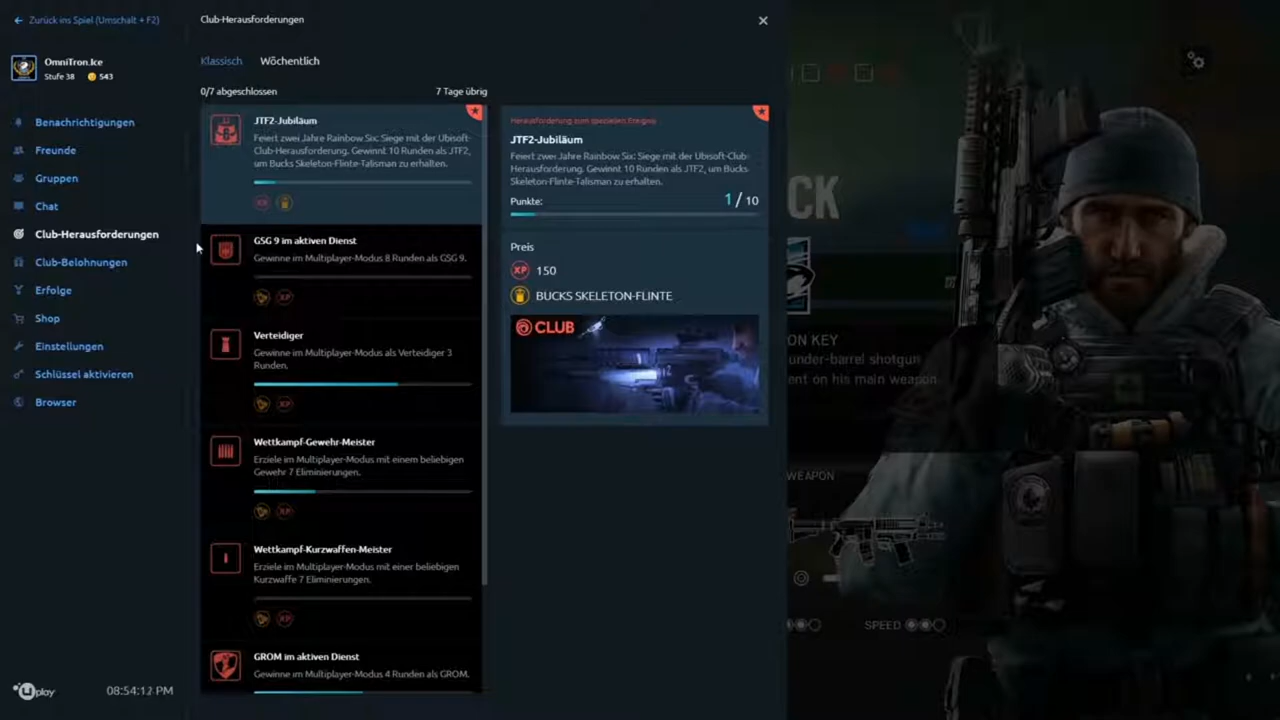 Zurück ins Spiel (Umschalt + F2)
Club-Herausforderungen
OmniTron.Ice
Stufe 38
543
Klassisch
Wöchentlich
0/7 abgeschlossen
7 Tage übrig
Benachrichtigungen
Freunde
Gruppen
Chat
Club-Herausforderungen
Club-Belohnungen
Erfolge
Shop
Einstellungen
Schlüssel aktivieren
Browser
JTF2-Jubiläum
Feiert zwei Jahre Rainbow Six: Siege mit der Ubisoft-
Club-Herausforderung. Gewinnt 10 Runden als JTF2,
um Bucks Skeleton-Flinte-Talisman zu erhalten.
XP
GSG 9 im aktiven Dienst
Gewinne im Multiplayer-Modus 8 Runden als GSG 9.
XP
Verteidiger
Gewinne im Multiplayer-Modus als Verteidiger 3
Runden.
XP
Wettkampf-Gewehr-Meister
Erziele im Multiplayer-Modus mit einem beliebigen
Gewehr 7 Eliminierungen.
XP
Wettkampf-Kurzwaffen-Meister
Erziele im Multiplayer-Modus mit einer beliebigen
Kurzwaffe 7 Eliminierungen.
XP
GROM im aktiven Dienst
Gewinne im Multiplayer-Modus 4 Runden als GROM.
Herausforderung zum speziellen Ereignis
JTF2-Jubiläum
Feiert zwei Jahre Rainbow Six: Siege mit der Ubisoft-
Club-Herausforderung. Gewinnt 10 Runden als JTF2,
um Bucks Skeleton-Flinte-Talisman zu erhalten.
Punkte:
1 / 10
Preis
XP 150
BUCKS SKELETON-FLINTE
CLUB
CK
ON KEY
under-barrel shotgun
ent on his main weapon
WEAPON
SPEED
uplay
08:54:12 PM